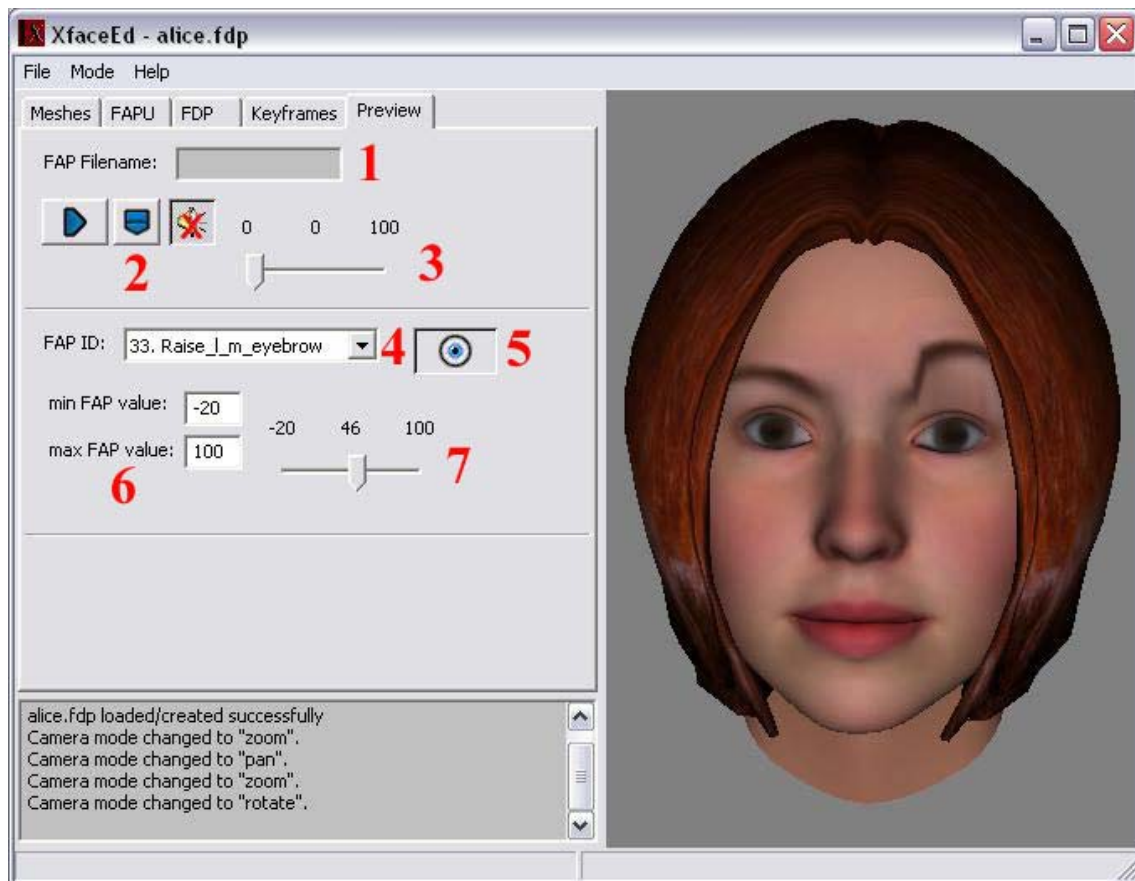 XfaceEd - alice.fdp
File Mode Help
Meshes FAPU FDP Keyframes Preview
FAP Filename: 1
0 0 100
2 3
FAP ID: 33. Raise_l_m_eyebrow 4 5
min FAP value: -20
-20 46 100
max FAP value: 100
6 7
alice.fdp loaded/created successfully
Camera mode changed to "zoom".
Camera mode changed to "pan".
Camera mode changed to "zoom".
Camera mode changed to "rotate".